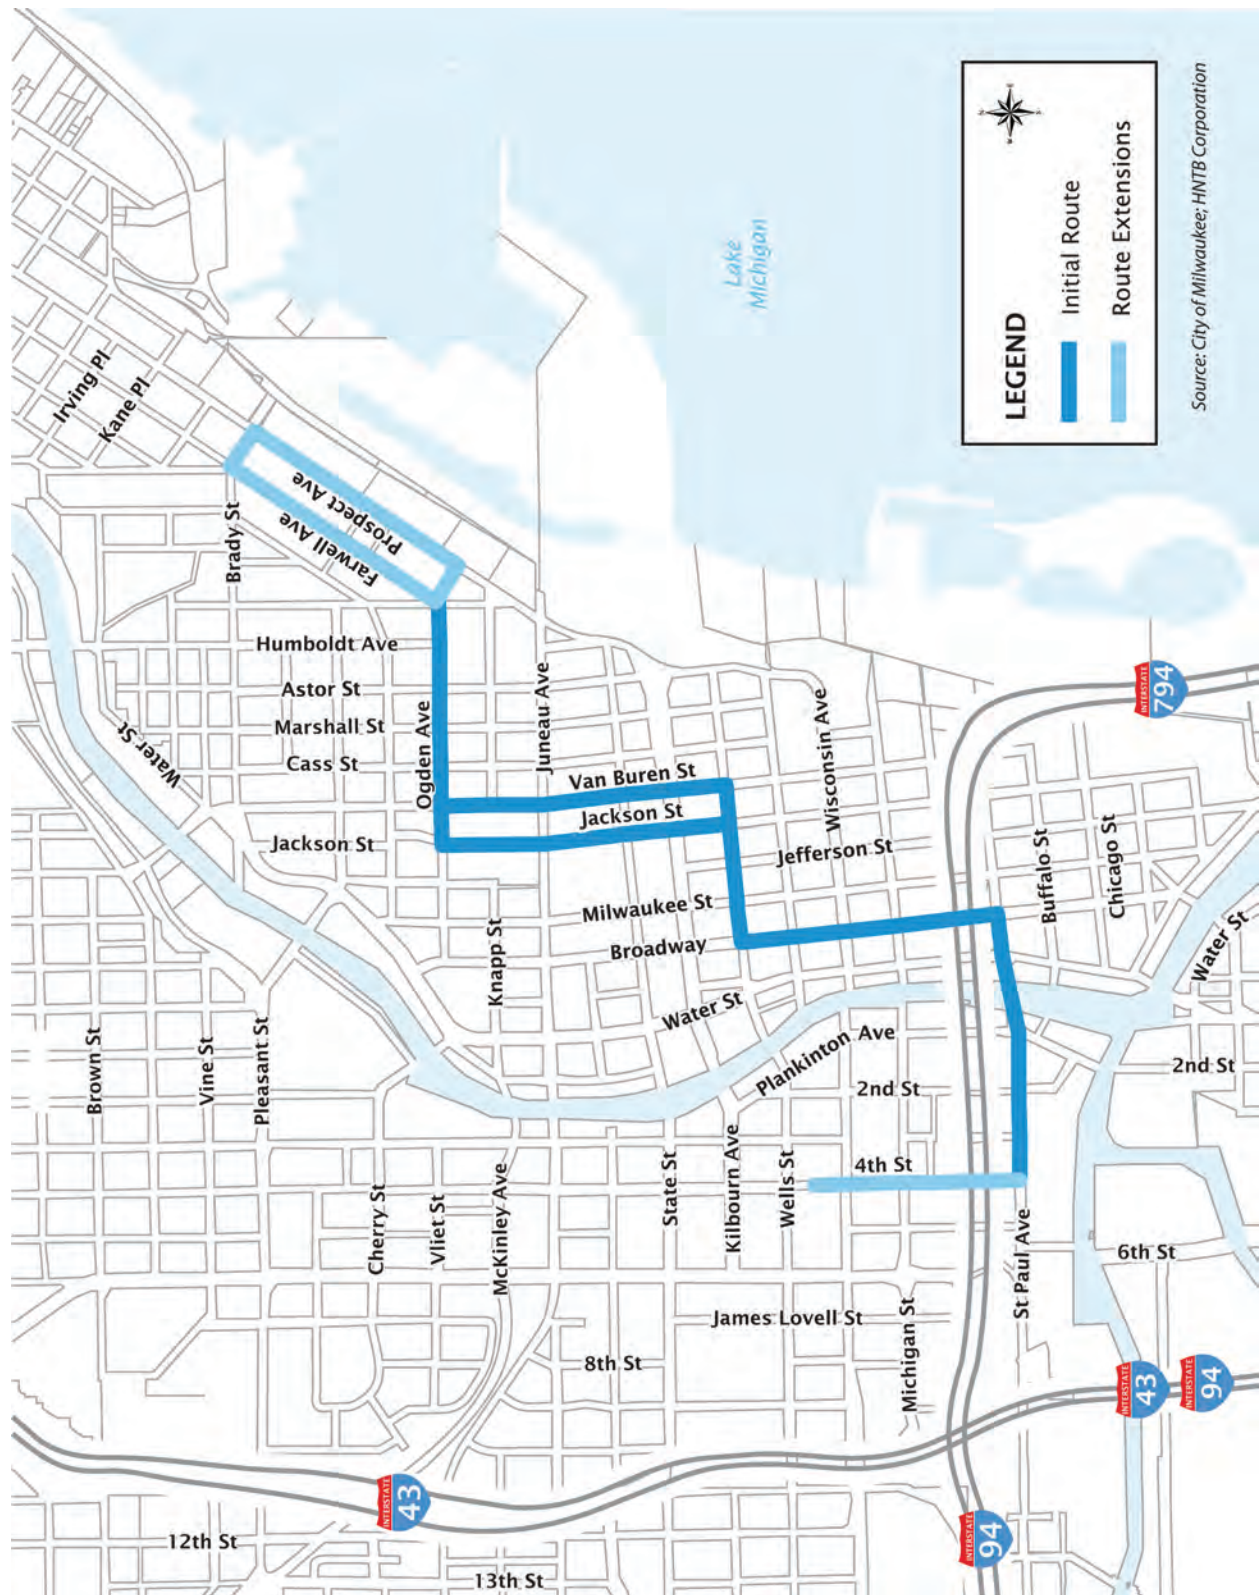 Irving Pl
Kane Pl
Brady St
Farwell Ave
Prospect Ave
Humboldt Ave
Astor St
Marshall St
Cass St
Jackson St
Water St
Ogden Ave
Juneau Ave
Van Buren St
Jackson St
Wisconsin Ave
Jefferson St
Milwaukee St
Broadway
Knapp St
Water St
Plankinton Ave
2nd St
4th St
Brown St
Vine St
Pleasant St
Cherry St
Vliet St
McKinley Ave
State St
Kilbourn Ave
Wells St
Michigan St
St Paul Ave
James Lovell St
8th St
6th St
2nd St
Water St
Buffalo St
Chicago St
12th St
13th St
INTERSTATE
43
INTERSTATE
94
INTERSTATE
43
INTERSTATE
94
INTERSTATE
794
Lake
Michigan
LEGEND
Initial Route
Route Extensions
Source: City of Milwaukee; HNTB Corporation